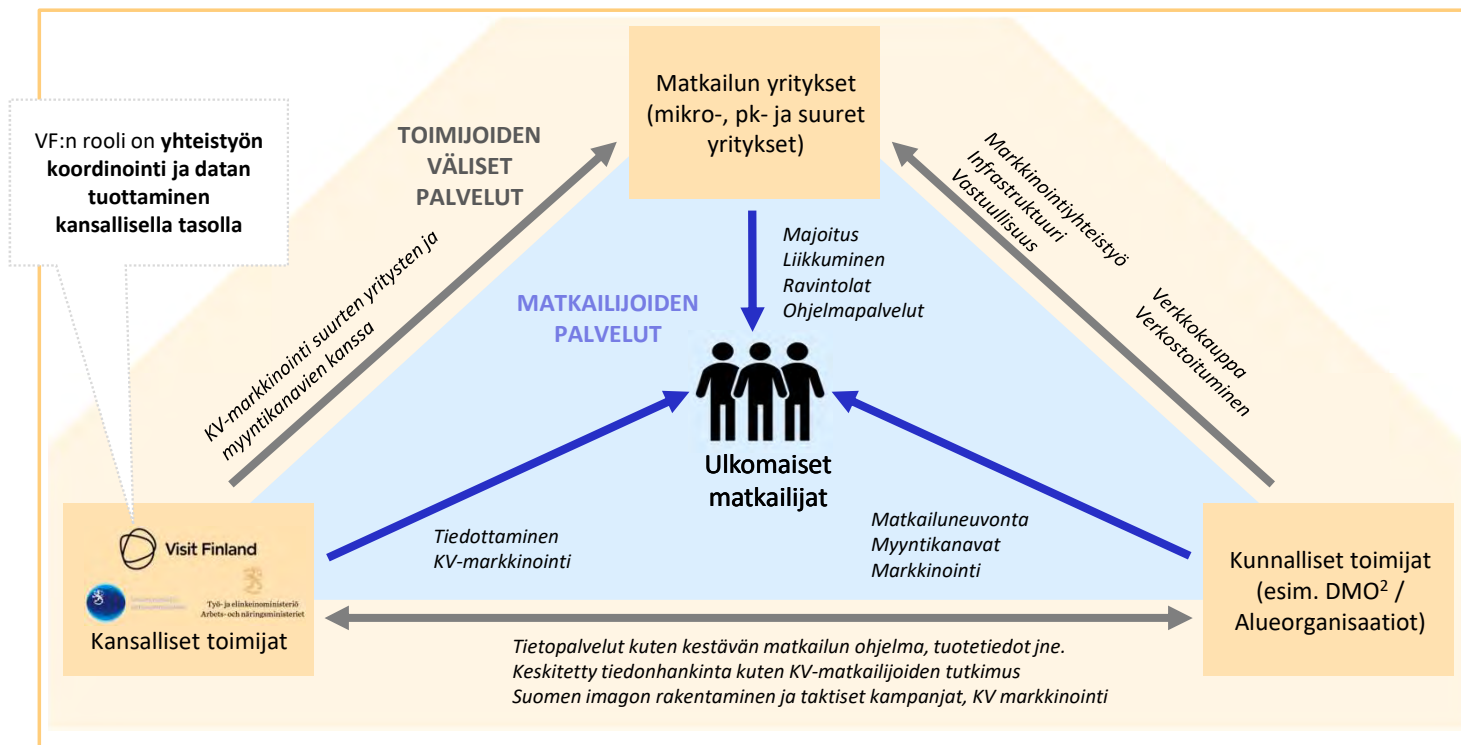 Matkailun yritykset
(mikro-, pk- ja suuret
yritykset)
VF:n rooli on yhteistyön
koordinointi ja datan
tuottaminen
kansallisella tasolla
TOIMIJOIDEN
VÄLISET
PALVELUT
KV-markkinointi suurten yritysten ja
myyntikanavien kanssa
Markkinointiyhteistyö
Infrastruktuuri
Vastuullisuus
Verkkokauppa
Verkostoituminen
Majoitus
Liikkuminen
Ravintolat
Ohjelmapalvelut
MATKAILIJOIDEN
PALVELUT
Ulkomaiset
matkailijat
Tiedottaminen
KV-markkinointi
Matkailuneuvonta
Myyntikanavat
Markkinointi
Visit Finland
Työ- ja elinkeinoministeriö
Arbets- och näringsministeriet
Kansalliset toimijat
Kunnalliset toimijat
(esim. DMO² /
Alueorganisaatiot)
Tietopalvelut kuten kestävän matkailun ohjelma, tuotetiedot jne.
Keskitetty tiedonhankinta kuten KV-matkailijoiden tutkimus
Suomen imagon rakentaminen ja taktiset kampanjat, KV markkinointi